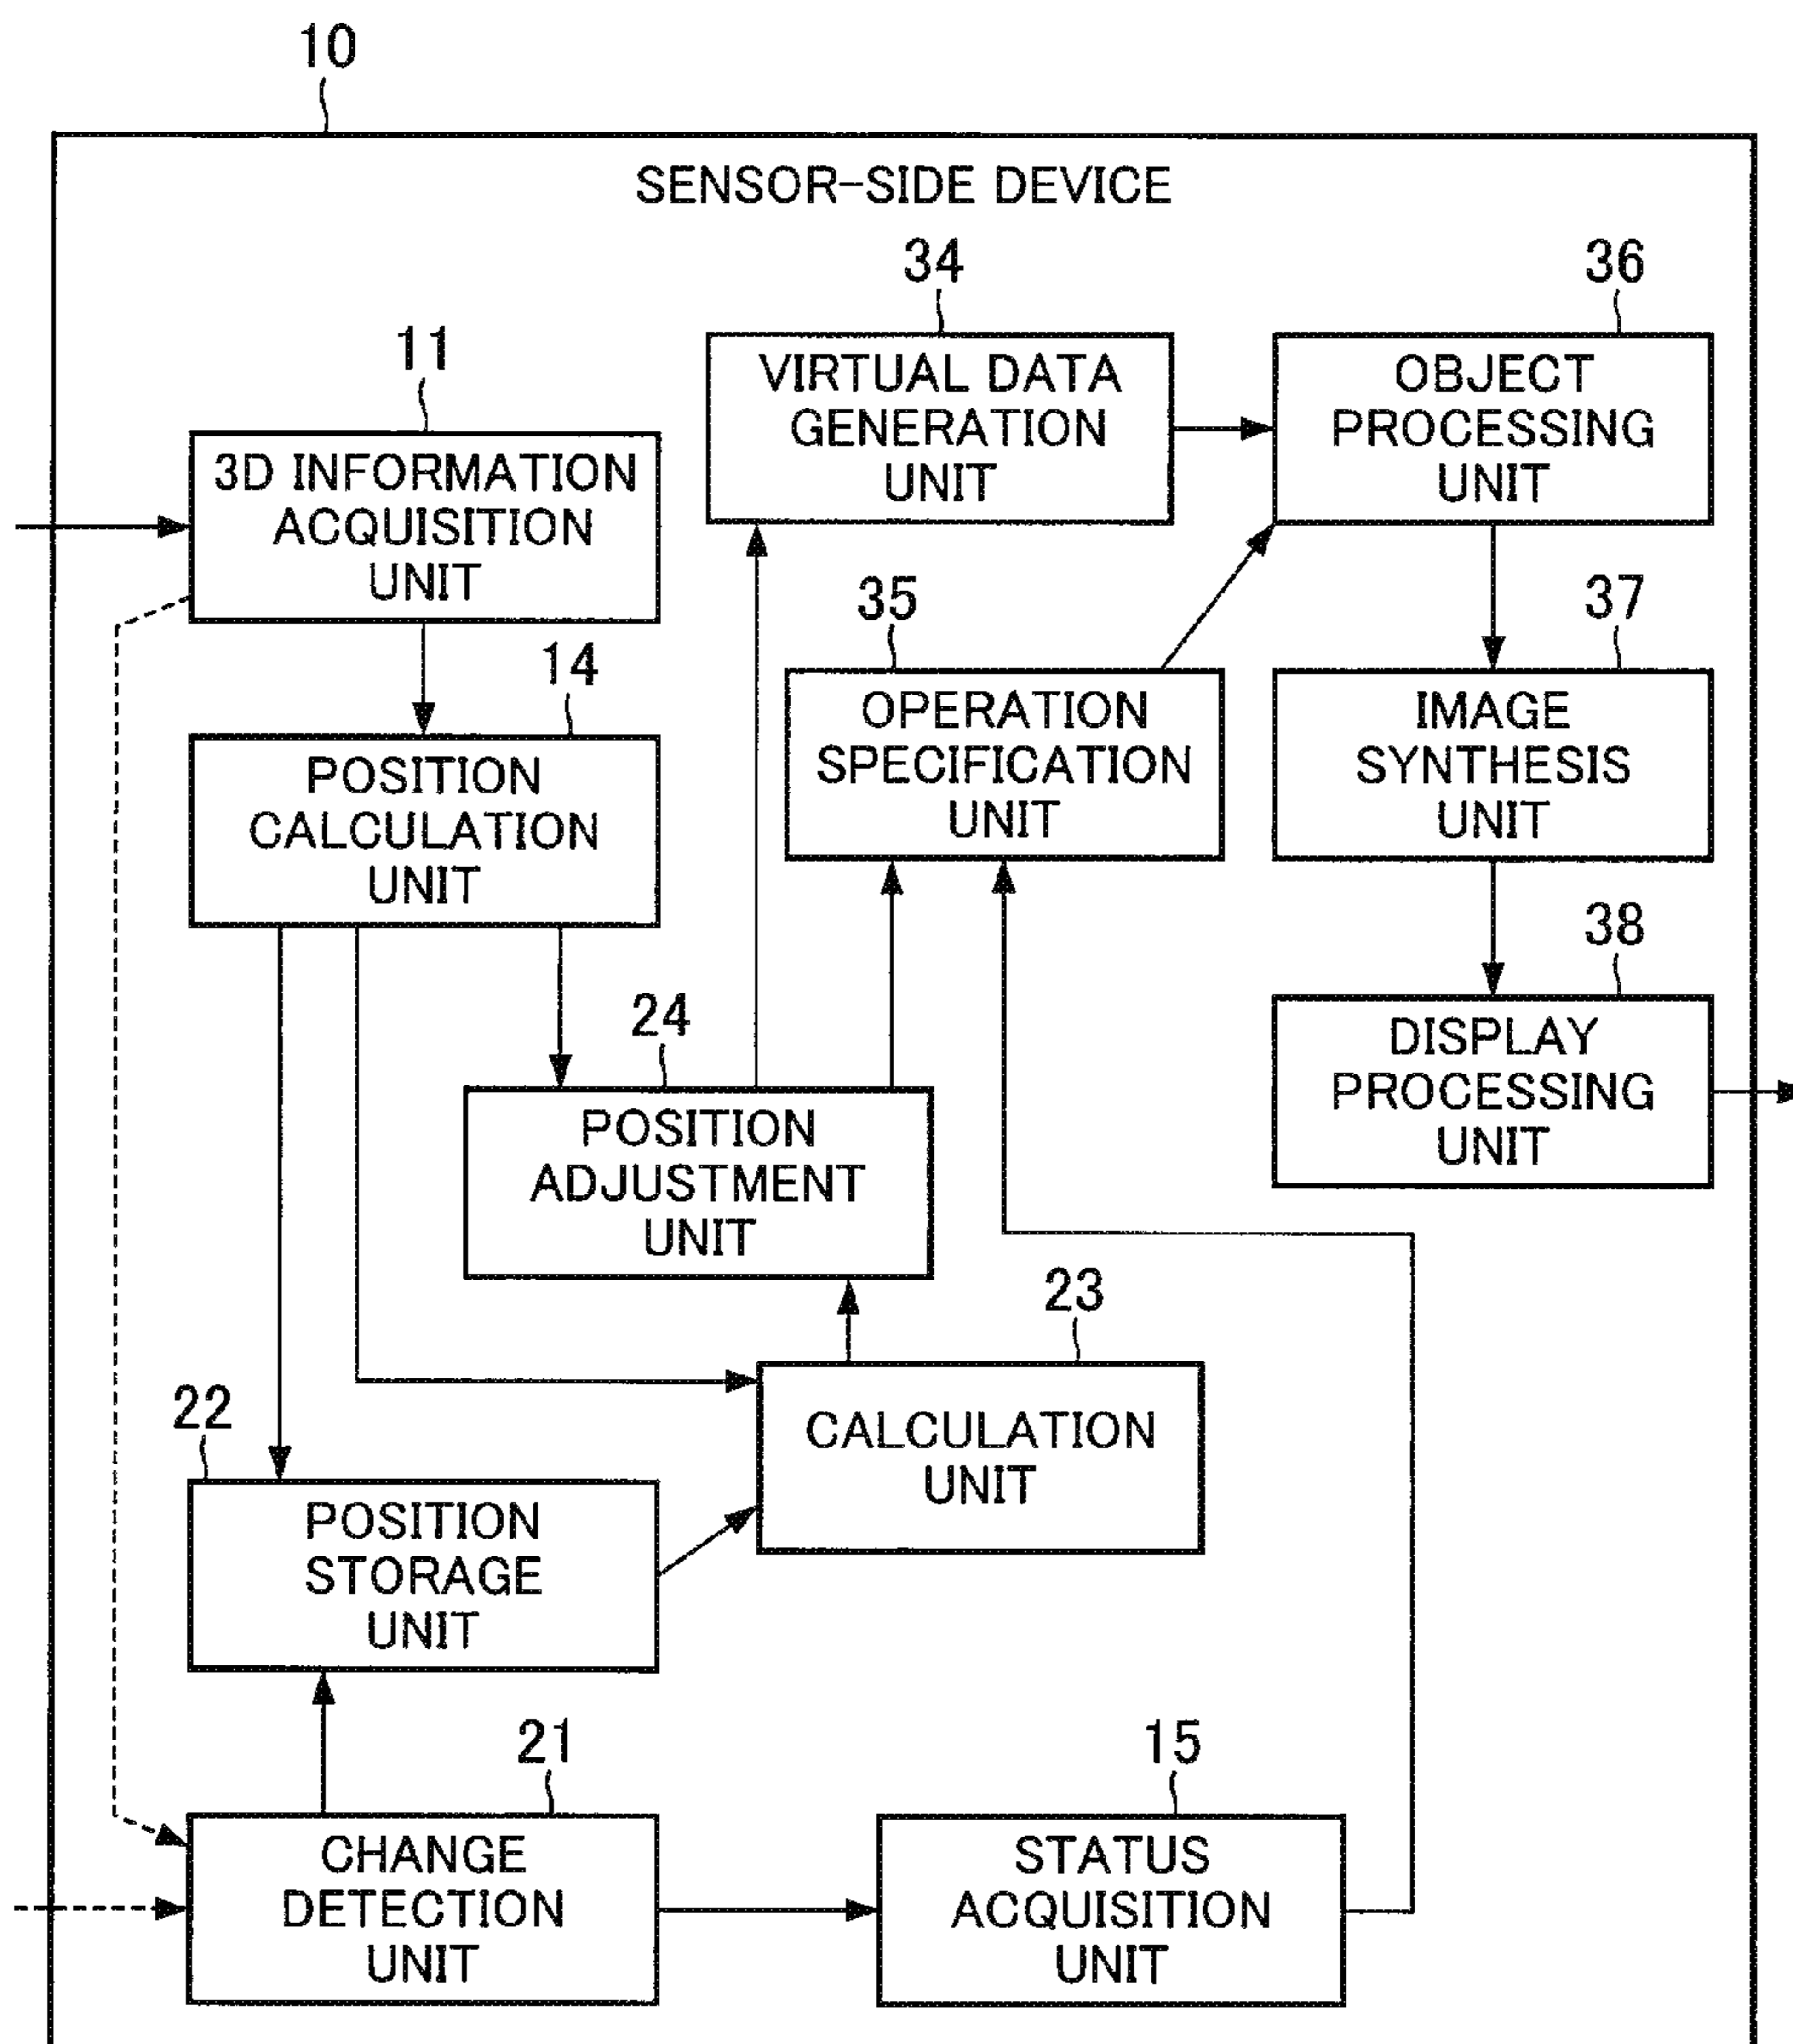 10
SENSOR-SIDE DEVICE
34
VIRTUAL DATA
GENERATION
UNIT
36
OBJECT
PROCESSING
UNIT
11
3D INFORMATION
ACQUISITION
UNIT
35
OPERATION
SPECIFICATION
UNIT
37
IMAGE
SYNTHESIS
UNIT
14
POSITION
CALCULATION
UNIT
38
DISPLAY
PROCESSING
UNIT
24
POSITION
ADJUSTMENT
UNIT
23
CALCULATION
UNIT
22
POSITION
STORAGE
UNIT
21
CHANGE
DETECTION
UNIT
15
STATUS
ACQUISITION
UNIT